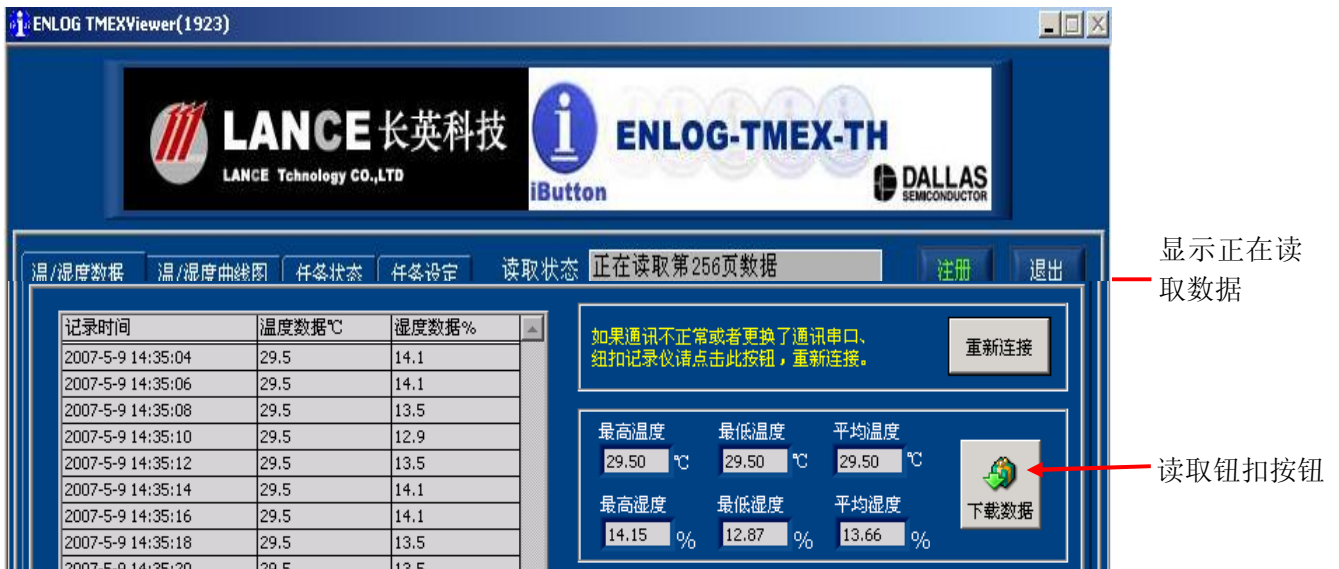 ENLOG TMEXViewer(1923)
LANCE 长英科技
LANCE Tchnology CO.,LTD
iButton
ENLOG-TMEX-TH
DALLAS
SEMICONDUCTOR
温/湿度数据 温/湿度曲线图 任务状态 任务设定 读取状态 正在读取第256页数据 注册 退出
显示正在读
取数据
记录时间 温度数据℃ 湿度数据%
2007-5-9 14:35:04 29.5 14.1
2007-5-9 14:35:06 29.5 14.1
2007-5-9 14:35:08 29.5 13.5
2007-5-9 14:35:10 29.5 12.9
2007-5-9 14:35:12 29.5 13.5
2007-5-9 14:35:14 29.5 14.1
2007-5-9 14:35:16 29.5 14.1
2007-5-9 14:35:18 29.5 13.5
2007-5-9 14:35:20 29.5 13.5
如果通讯不正常或者更换了通讯串口、
纽扣记录仪请点击此按钮，重新连接。
重新连接
最高温度 最低温度 平均温度
29.50 ℃ 29.50 ℃ 29.50 ℃
最高湿度 最低湿度 平均湿度
14.15 % 12.87 % 13.66 %
下载数据
读取钮扣按钮